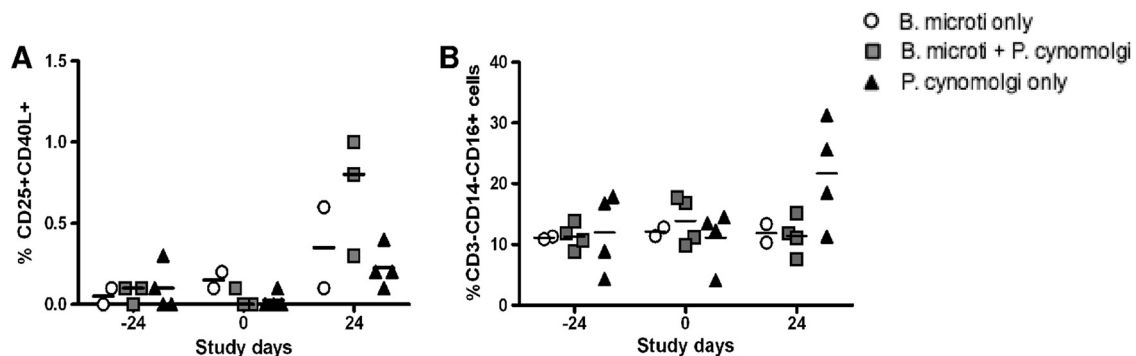 B. microti only
B. microti + P. cynomolgi
P. cynomolgi only
A
% CD25+CD40L+
1.5
1.0
0.5
0.0
-24
0
24
Study days
B
%CD3-CD14-CD16+ cells
40
30
20
10
0
-24
0
24
Study days